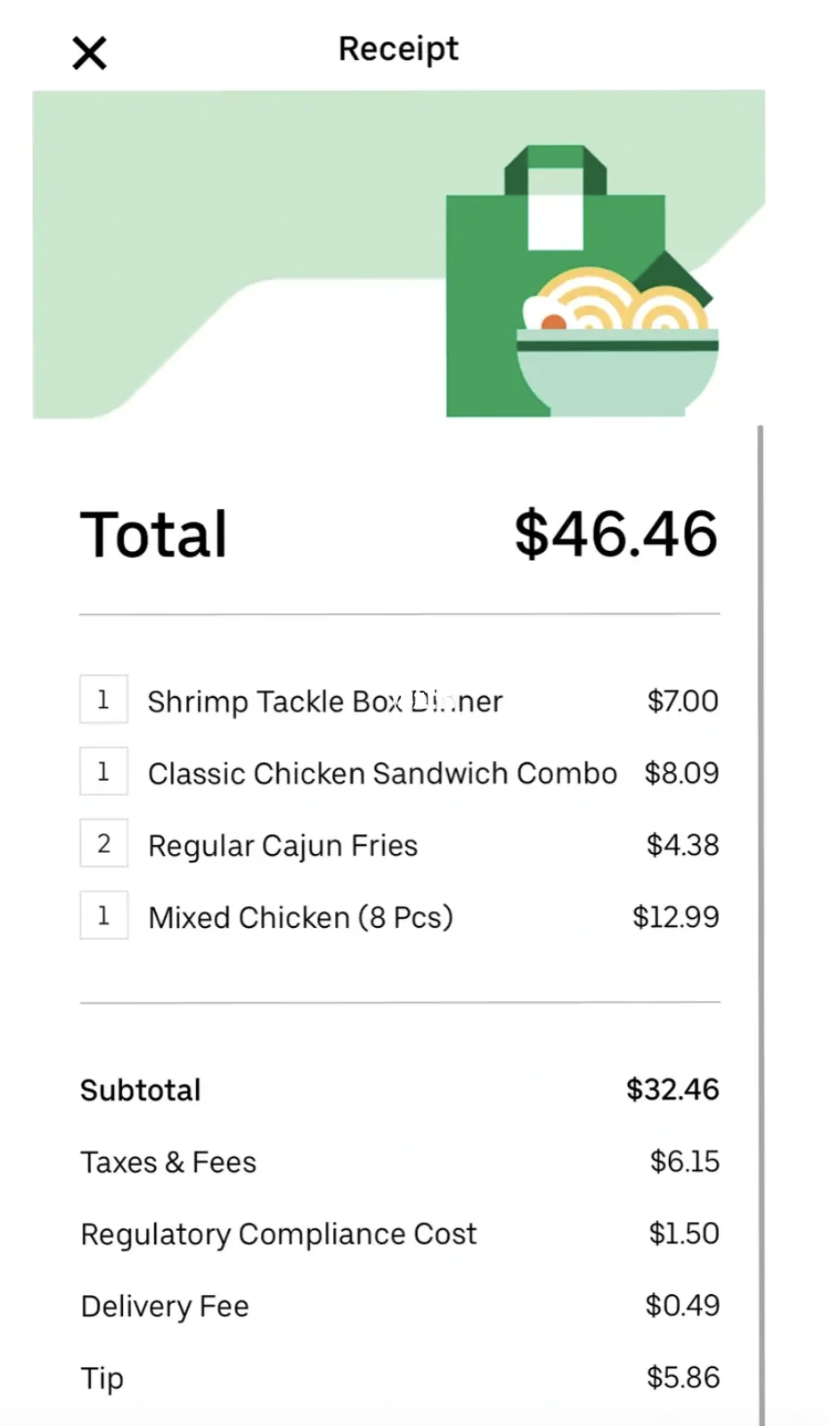 Receipt
Total $46.46
1 Shrimp Tackle Box Dinner $7.00
1 Classic Chicken Sandwich Combo $8.09
2 Regular Cajun Fries $4.38
1 Mixed Chicken (8 Pcs) $12.99
Subtotal $32.46
Taxes & Fees $6.15
Regulatory Compliance Cost $1.50
Delivery Fee $0.49
Tip $5.86